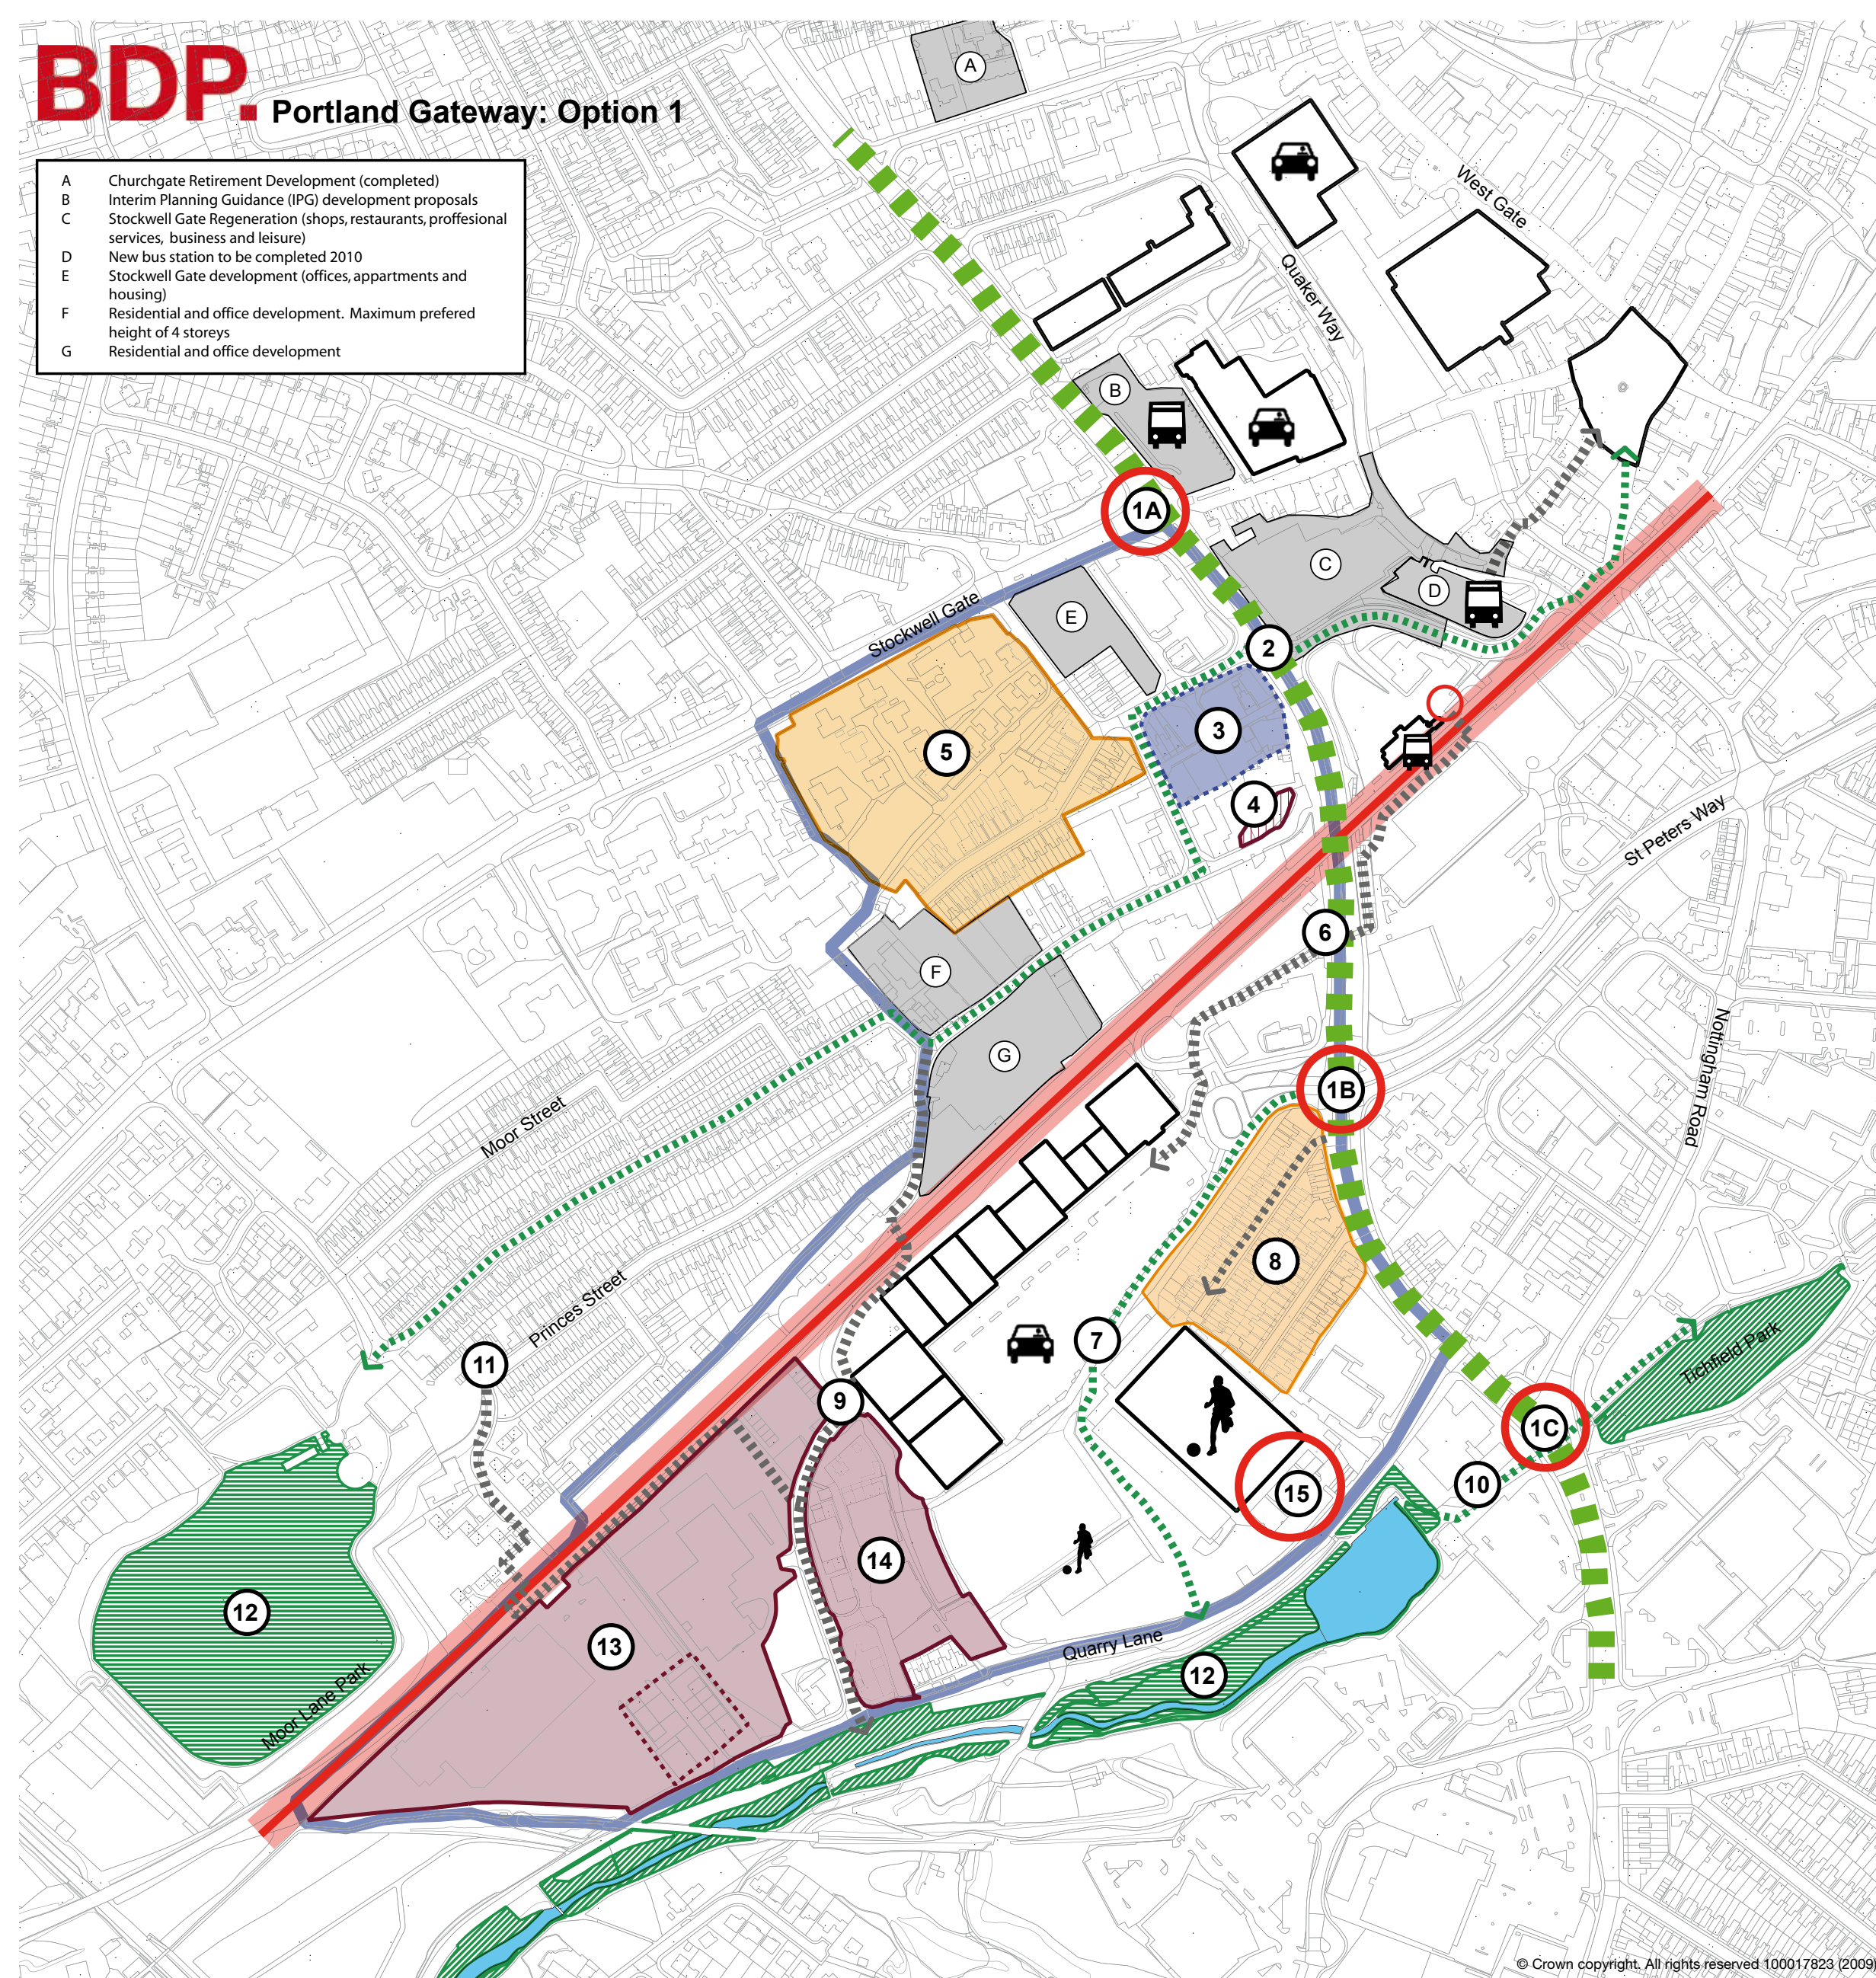 BDP.
Portland Gateway: Option 1
A Churchgate Retirement Development (completed)
B Interim Planning Guidance (IPG) development proposals
C Stockwell Gate Regeneration (shops, restaurants, proffesional
services, business and leisure)
D New bus station to be completed 2010
E Stockwell Gate development (offices, appartments and
housing)
F Residential and office development. Maximum prefered
height of 4 storeys
G Residential and office development
A
West Gate
Quaker Way
B
1A
C
D
E
Stockwell Gate
2
3
5
4
St Peters Way
6
F
G
Nottingham Road
1B
Moor Street
8
Princes Street
7
11
Titchfield Park
9
1C
10
15
14
12
13
Quarry Lane
12
Moor Lane Park
© Crown copyright. All rights reserved 100017823 (2009)